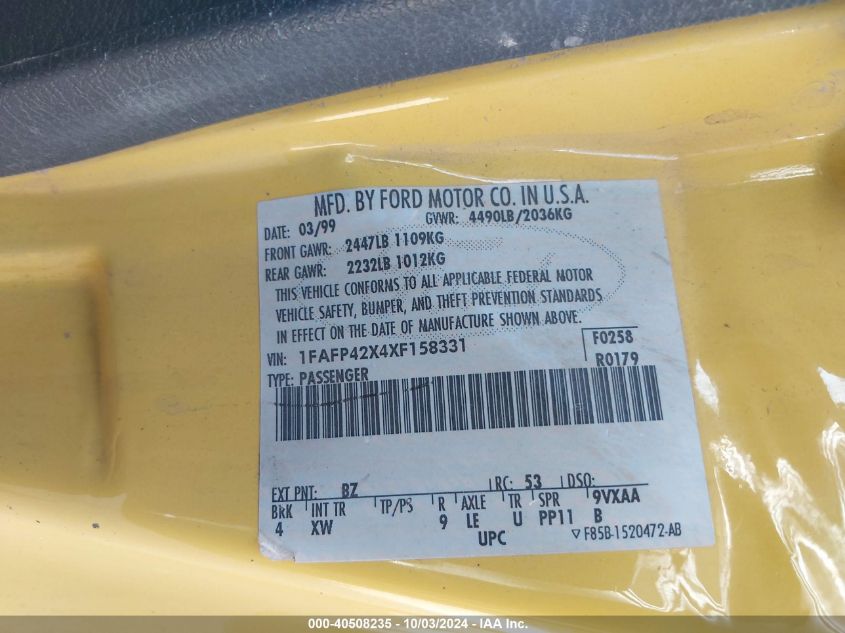 MFD. BY FORD MOTOR CO. IN U.S.A.
DATE: 03/99 GVWR: 4490LB/2036KG
FRONT GAWR: 2447LB 1109KG
REAR GAWR: 2232LB 1012KG
THIS VEHICLE CONFORMS TO ALL APPLICABLE FEDERAL MOTOR
VEHICLE SAFETY, BUMPER, AND THEFT PREVENTION STANDARDS
IN EFFECT ON THE DATE OF MANUFACTURE SHOWN ABOVE.
VIN: 1FAFP42X4XF158331 F0258
TYPE: PASSENGER R0179
EXT PNT: BZ RC: 53 DSO:
BRK INT TR TP/PS R AXLE TR SPR 9VXAA
4 XW 9 LE U PP11 B
UPC ▽F85B-1520472-AB
000-40508235 - 10/03/2024 - IAAI Inc.